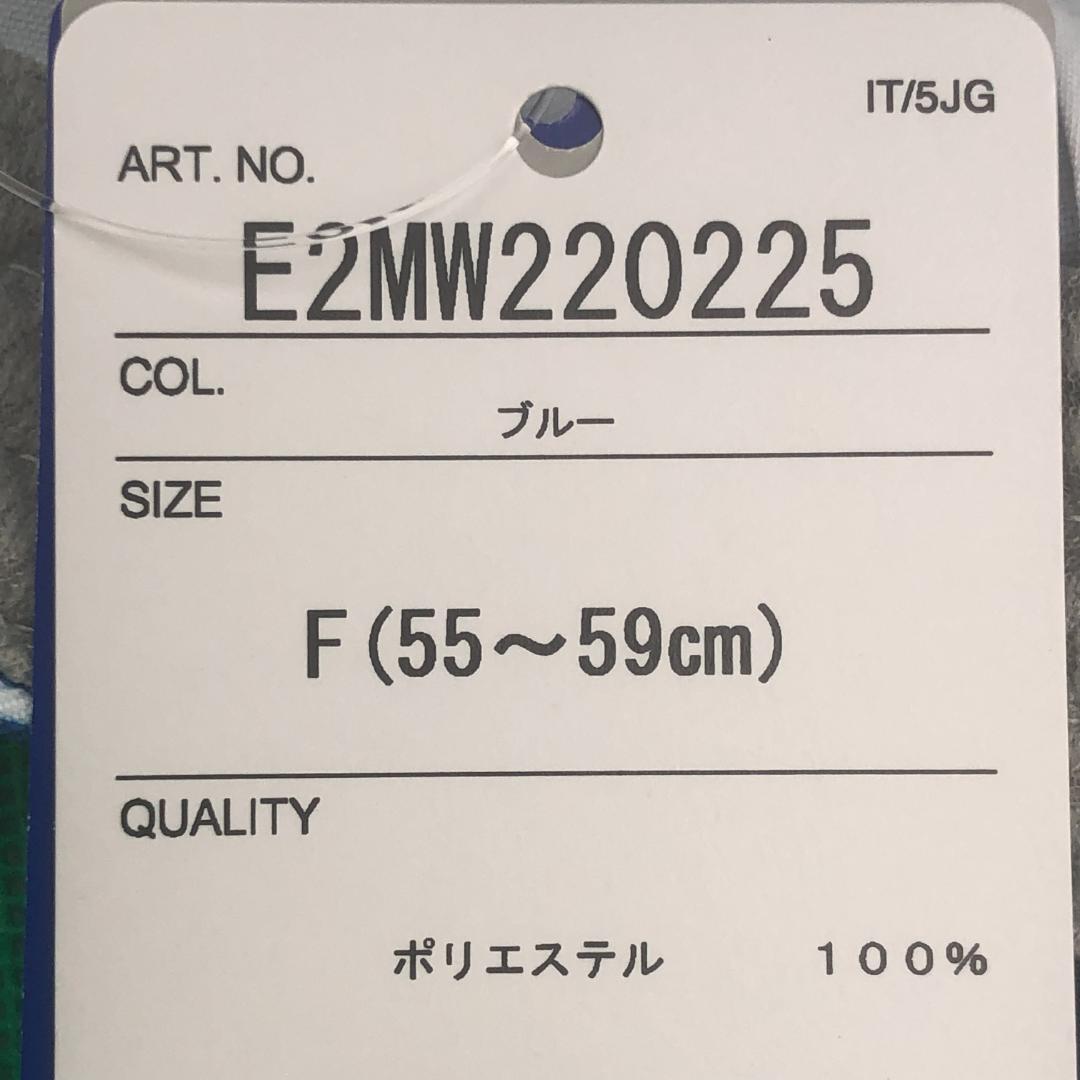 IT/5JG
ART. NO.
E2MW220225
COL.
ブルー
SIZE
F(55～59cm)
QUALITY
ポリエステル　１００%